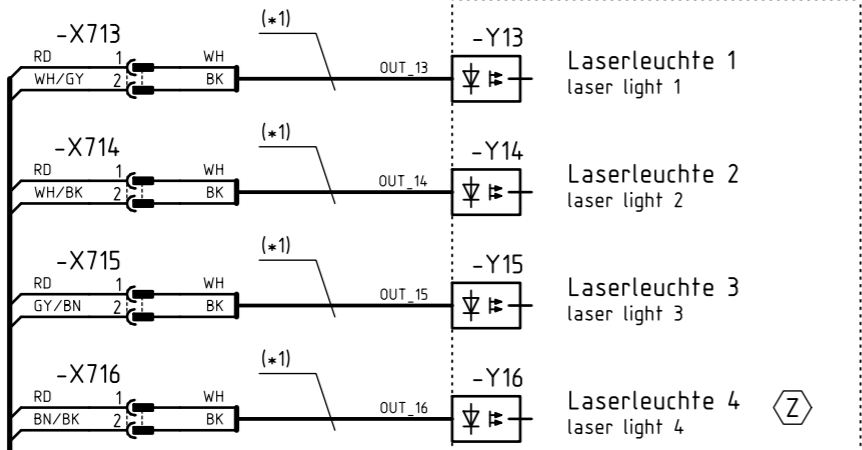 -X713
(*1)
-Y13
RD 1 WH
OUT_13
Laserleuchte 1
WH/GY 2 BK
laser light 1
-X714
(*1)
-Y14
RD 1 WH
OUT_14
Laserleuchte 2
WH/BK 2 BK
laser light 2
-X715
(*1)
-Y15
RD 1 WH
OUT_15
Laserleuchte 3
GY/BN 2 BK
laser light 3
-X716
(*1)
-Y16
RD 1 WH
OUT_16
Laserleuchte 4 Z
BN/BK 2 BK
laser light 4